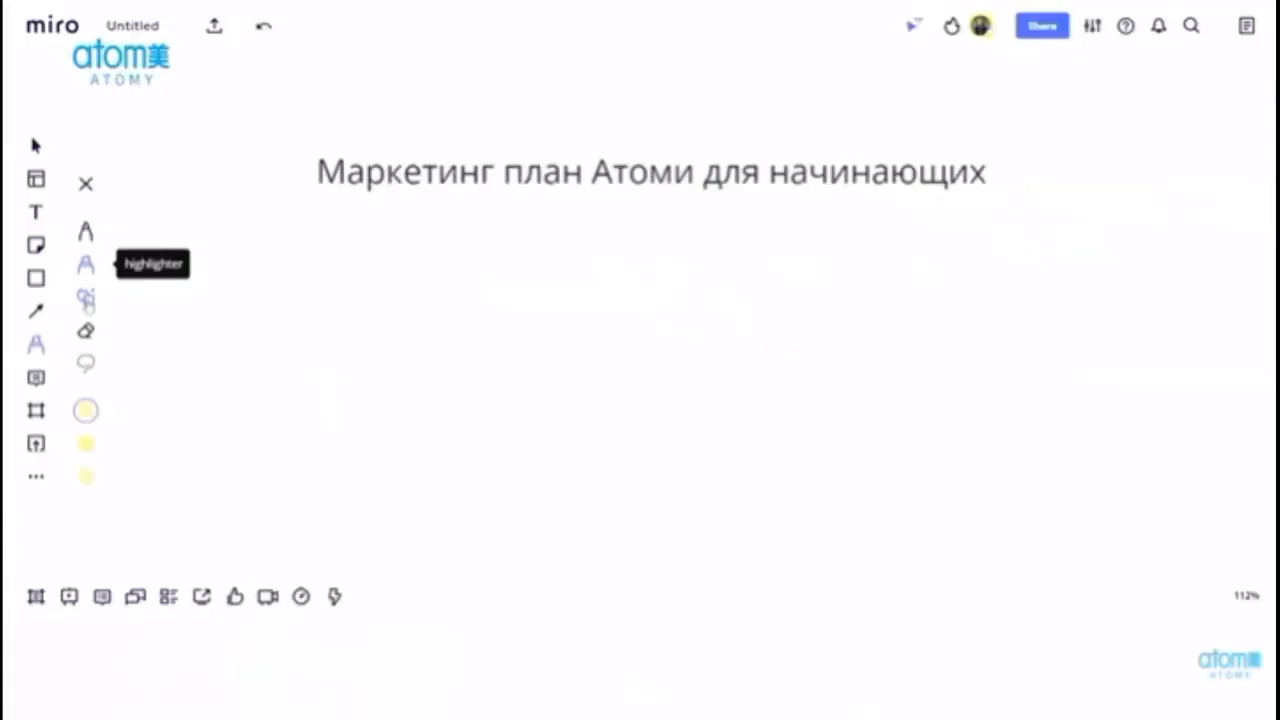 miro
Untitled
Share
atom美
ATOMY
Маркетинг план Атоми для начинающих
highlighter
112%
atom美
ATOMY